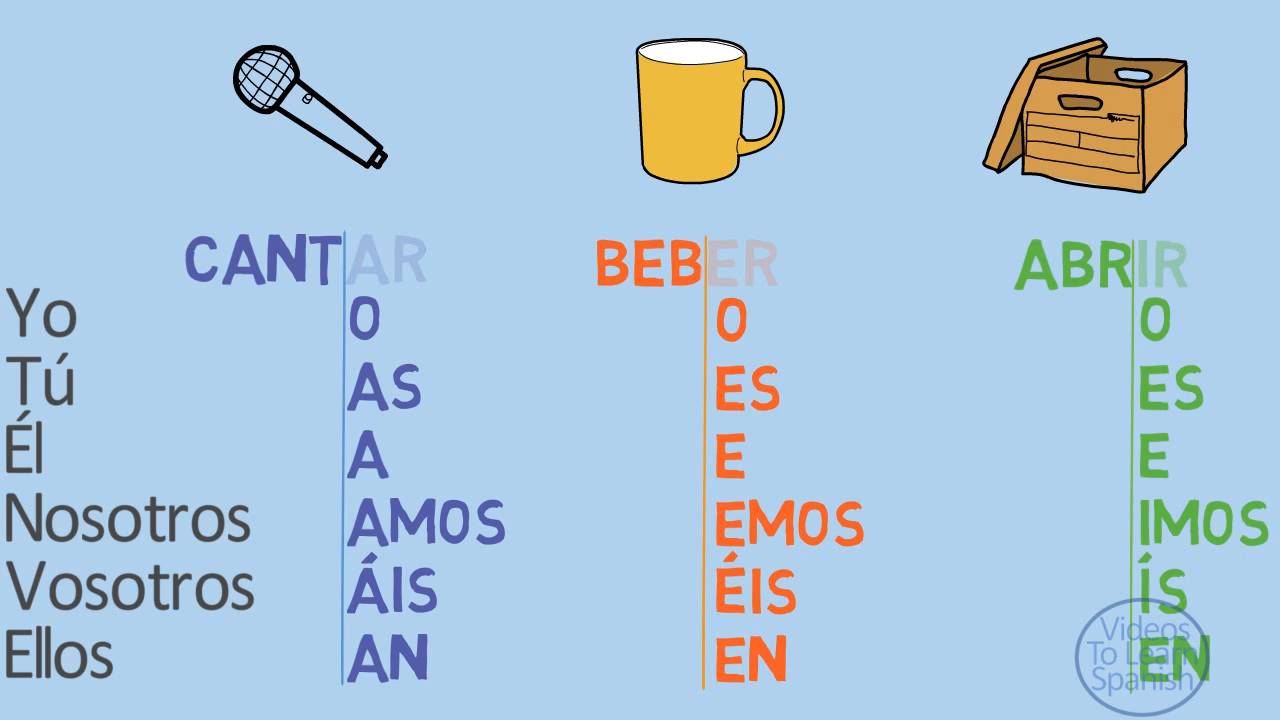 CANTAR BEBER ABRIR
Yo O O O
Tú AS ES ES
Él A E E
Nosotros AMOS EMOS IMOS
Vosotros ÁIS ÉIS ÍS
Ellos AN EN EN
Videos
To Learn
Spanish